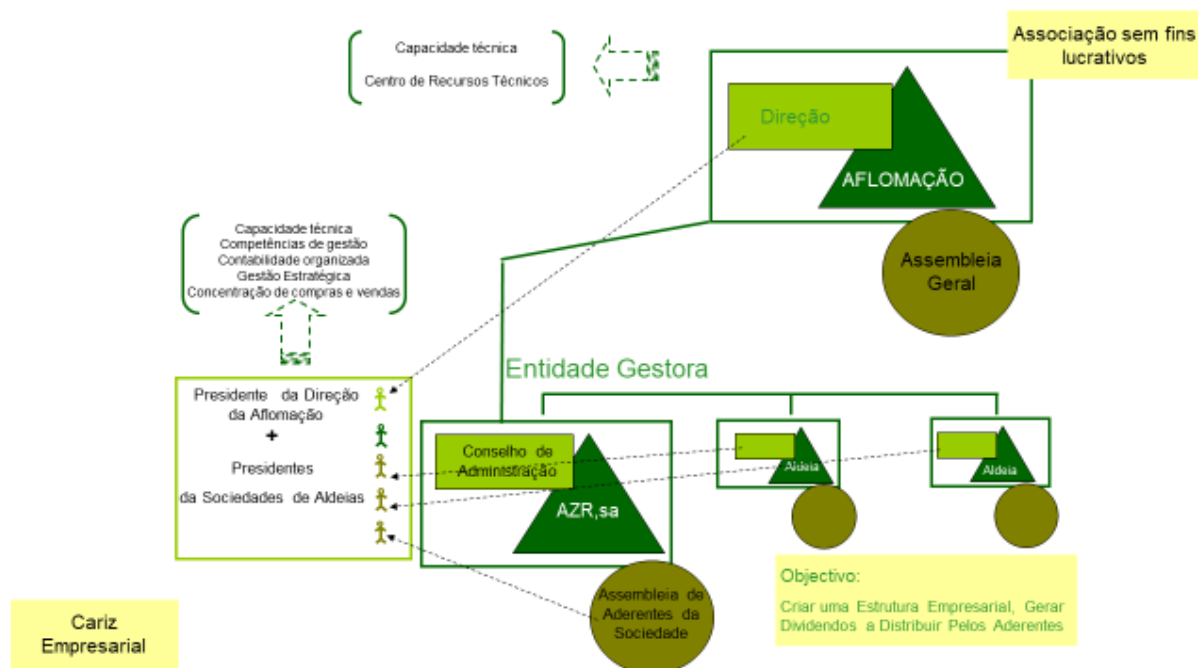 Associação sem fins
lucrativos
Capacidade técnica
Centro de Recursos Técnicos
Direção
AFLOMAÇÃO
Assembleia
Geral
Capacidade técnica
Competências de gestão
Contabilidade organizada
Gestão Estratégica
Concentração de compras e vendas
Entidade Gestora
Presidente da Direção
da Aflomação
+
Presidentes
da Sociedades de Aldeias
Conselho de
Administração
AZR,sa
Aldeia
Aldeia
Assembleia de
Aderentes da
Sociedade
Objectivo:
Criar uma Estrutura Empresarial, Gerar
Dividendos a Distribuir Pelos Aderentes
Cariz
Empresarial